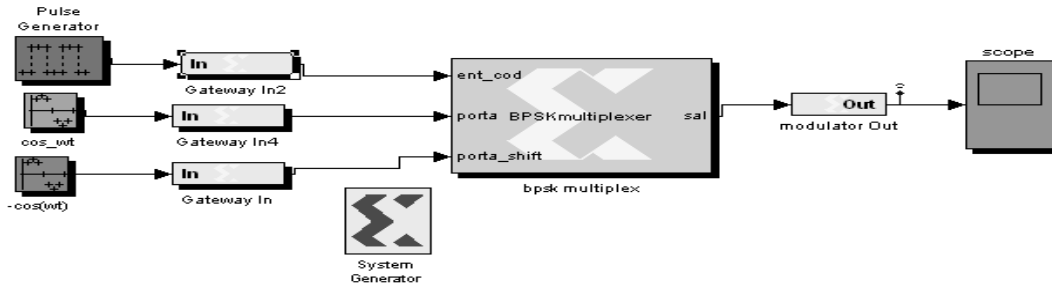 Pulse
Generator
In
Gateway In2
cos_wt
In
Gateway In4
-cos(wt)
In
Gateway In
ent_cod
porta
BPSKmultiplexer
sal
porta_shift
bpsk multiplex
System
Generator
Out
modulator Out
scope